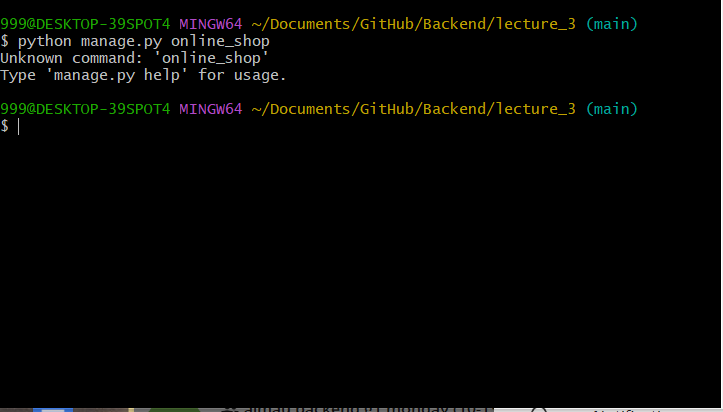 999@DESKTOP-39SPOT4 MINGW64 ~/Documents/GitHub/Backend/lecture_3 (main)
$ python manage.py online_shop
Unknown command: 'online_shop'
Type 'manage.py help' for usage.
999@DESKTOP-39SPOT4 MINGW64 ~/Documents/GitHub/Backend/lecture_3 (main)
$